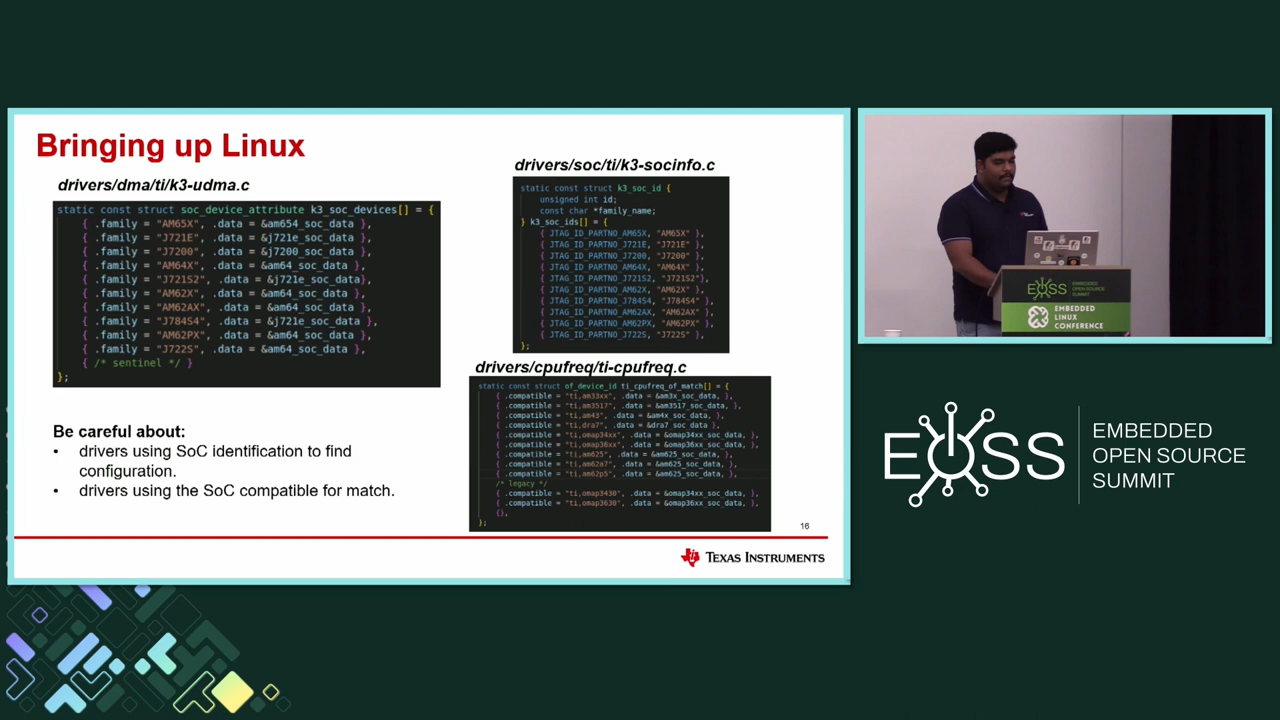 Bringing up Linux
drivers/dma/ti/k3-udma.c
static const struct soc_device_attribute k3_soc_devices[] = {
{ .family = "AM65X", .data = &am654_soc_data },
{ .family = "J721E", .data = &j721e_soc_data },
{ .family = "J7200", .data = &j7200_soc_data },
{ .family = "AM64X", .data = &am64_soc_data },
{ .family = "J721S2", .data = &j721e_soc_data},
{ .family = "AM62X", .data = &am64_soc_data },
{ .family = "AM62AX", .data = &am64_soc_data },
{ .family = "J784S4", .data = &j721e_soc_data },
{ .family = "AM62PX", .data = &am64_soc_data },
{ .family = "J722S", .data = &am64_soc_data },
{ /* sentinel */ }
};
Be careful about:
• drivers using SoC identification to find
configuration.
• drivers using the SoC compatible for match.
drivers/soc/ti/k3-socinfo.c
static const struct k3_soc_id {
unsigned int id;
const char *family_name;
} k3_soc_ids[] = {
{ JTAG_ID_PARTNO_AM65X, "AM65X" },
{ JTAG_ID_PARTNO_J721E, "J721E" },
{ JTAG_ID_PARTNO_J7200, "J7200" },
{ JTAG_ID_PARTNO_AM64X, "AM64X" },
{ JTAG_ID_PARTNO_J721S2, "J721S2"},
{ JTAG_ID_PARTNO_AM62X, "AM62X" },
{ JTAG_ID_PARTNO_J784S4, "J784S4" },
{ JTAG_ID_PARTNO_AM62AX, "AM62AX" },
{ JTAG_ID_PARTNO_AM62PX, "AM62PX" },
{ JTAG_ID_PARTNO_J722S, "J722S" },
};
drivers/cpufreq/ti-cpufreq.c
static const struct of_device_id ti_cpufreq_of_match[] = {
{ .compatible = "ti,am33xx", .data = &am3x_soc_data, },
{ .compatible = "ti,am3517", .data = &am3517_soc_data, },
{ .compatible = "ti,am43", .data = &am4x_soc_data, },
{ .compatible = "ti,dra7", .data = &dra7_soc_data },
{ .compatible = "ti,omap34xx", .data = &omap34xx_soc_data, },
{ .compatible = "ti,omap36xx", .data = &omap36xx_soc_data, },
{ .compatible = "ti,am625", .data = &am625_soc_data, },
{ .compatible = "ti,am62a7", .data = &am625_soc_data, },
{ .compatible = "ti,am62p5", .data = &am625_soc_data, },
/* legacy */
{ .compatible = "ti,omap3430", .data = &omap34xx_soc_data, },
{ .compatible = "ti,omap3630", .data = &omap36xx_soc_data, },
{},
};
16
TEXAS INSTRUMENTS
EOSS
EMBEDDED
OPEN SOURCE
SUMMIT
EMBEDDED
LINUX
CONFERENCE
EOSS
EMBEDDED
OPEN SOURCE
SUMMIT